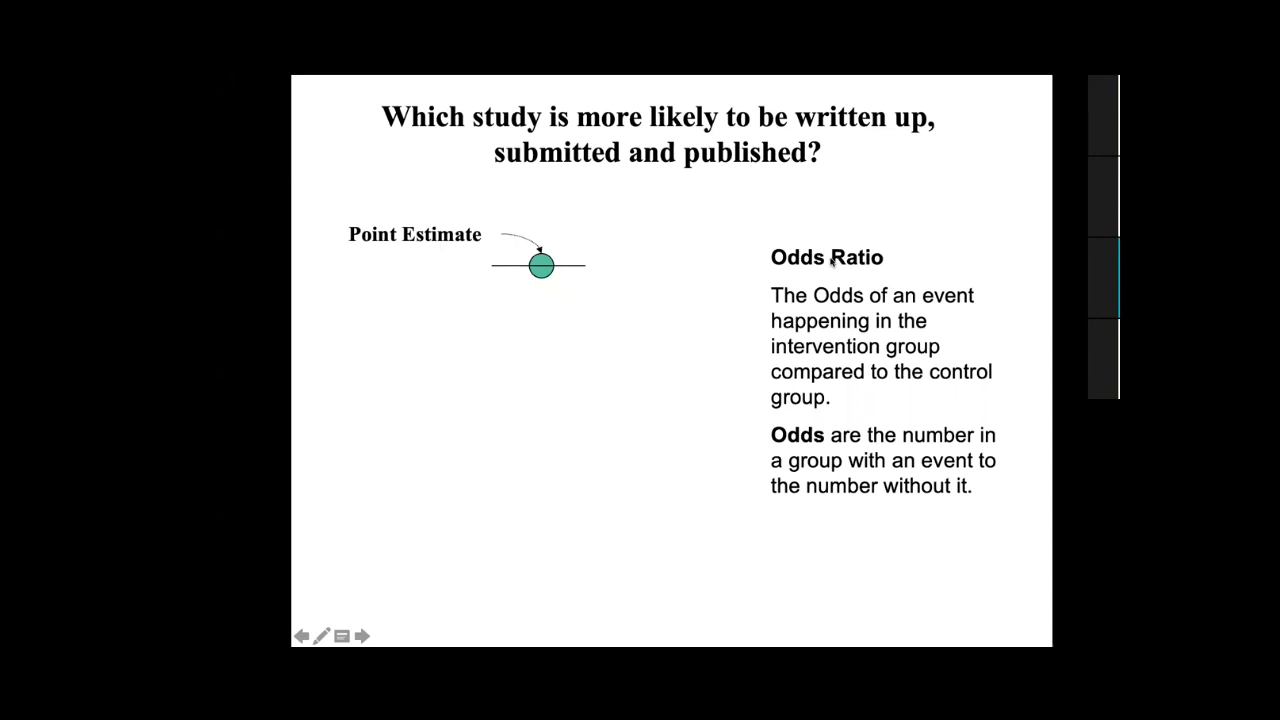 Which study is more likely to be written up,
submitted and published?
Point Estimate
Odds Ratio
The Odds of an event
happening in the
intervention group
compared to the control
group.
Odds are the number in
a group with an event to
the number without it.